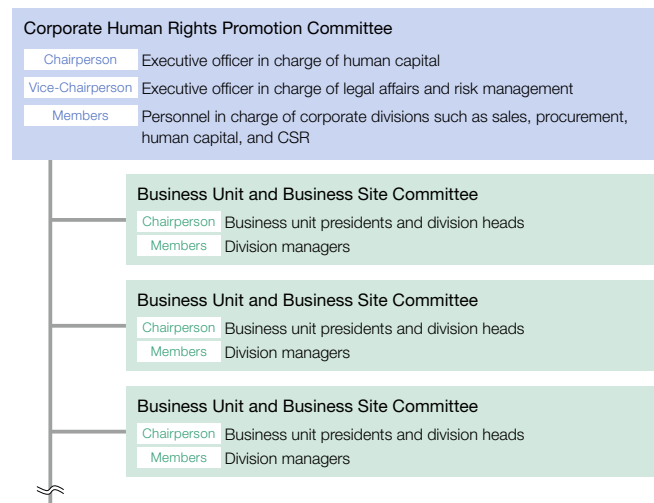 Corporate Human Rights Promotion Committee
Chairperson Executive officer in charge of human capital
Vice-Chairperson Executive officer in charge of legal affairs and risk management
Members Personnel in charge of corporate divisions such as sales, procurement,
human capital, and CSR
Business Unit and Business Site Committee
Chairperson Business unit presidents and division heads
Members Division managers
Business Unit and Business Site Committee
Chairperson Business unit presidents and division heads
Members Division managers
Business Unit and Business Site Committee
Chairperson Business unit presidents and division heads
Members Division managers